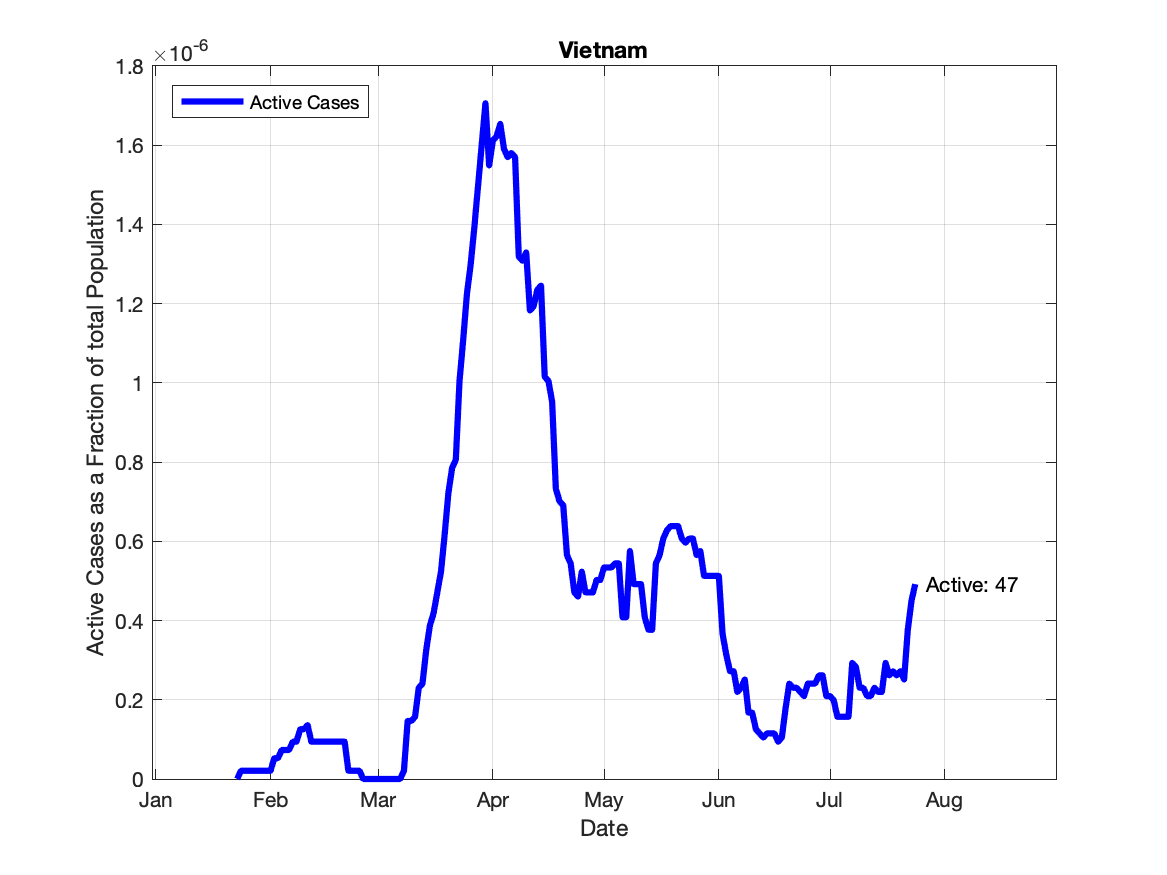 Vietnam
×10-6
1.8
1.6
1.4
1.2
1
0.8
0.6
0.4
0.2
0
Active Cases
Active: 47
Jan Feb Mar Apr May Jun Jul Aug
Date
Active Cases as a Fraction of total Population